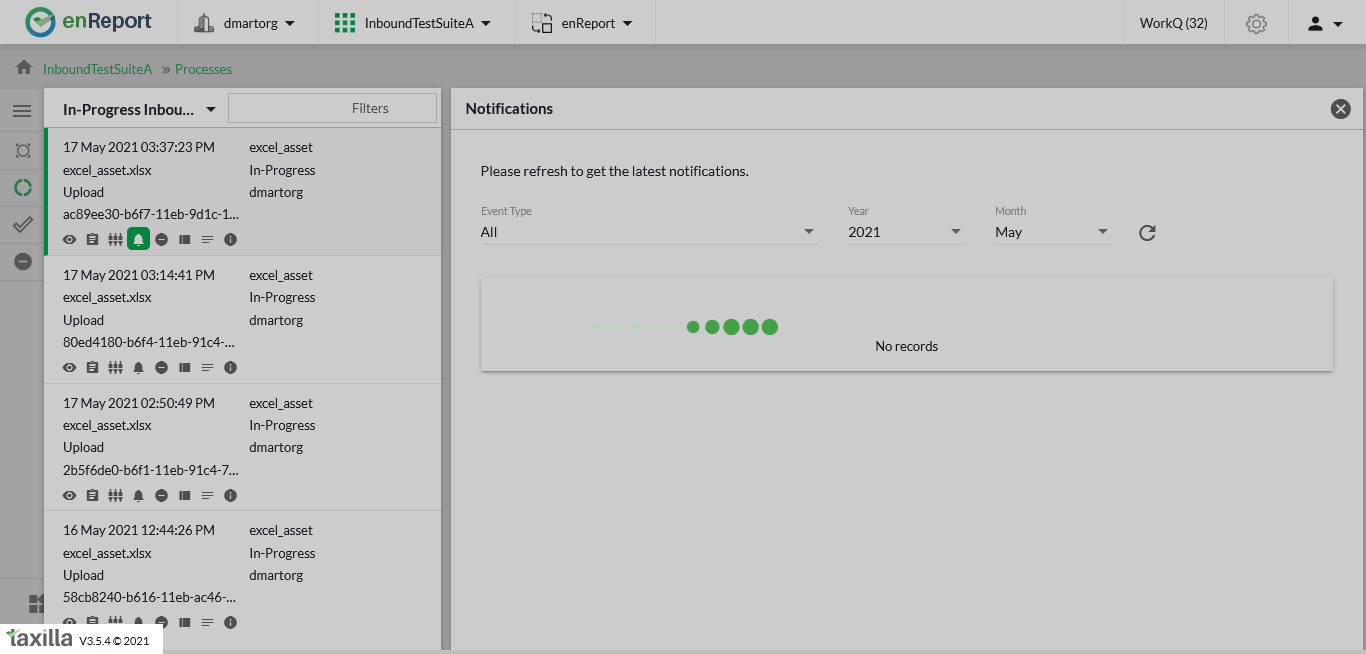 enReport
dmartorg
InboundTestSuiteA
enReport
WorkQ (32)
InboundTestSuiteA » Processes
In-Progress Inbou...
Filters
17 May 2021 03:37:23 PM
excel_asset
excel_asset.xlsx
In-Progress
Upload
dmartorg
ac89ee30-b6f7-11eb-9d1c-1...
17 May 2021 03:14:41 PM
excel_asset
excel_asset.xlsx
In-Progress
Upload
dmartorg
80ed4180-b6f4-11eb-91c4-...
17 May 2021 02:50:49 PM
excel_asset
excel_asset.xlsx
In-Progress
Upload
dmartorg
2b5f6de0-b6f1-11eb-91c4-7...
16 May 2021 12:44:26 PM
excel_asset
excel_asset.xlsx
In-Progress
Upload
dmartorg
58cb8240-b616-11eb-ac46-...
Notifications
Please refresh to get the latest notifications.
Event Type
All
Year
2021
Month
May
No records
taxilla V3.5.4 © 2021